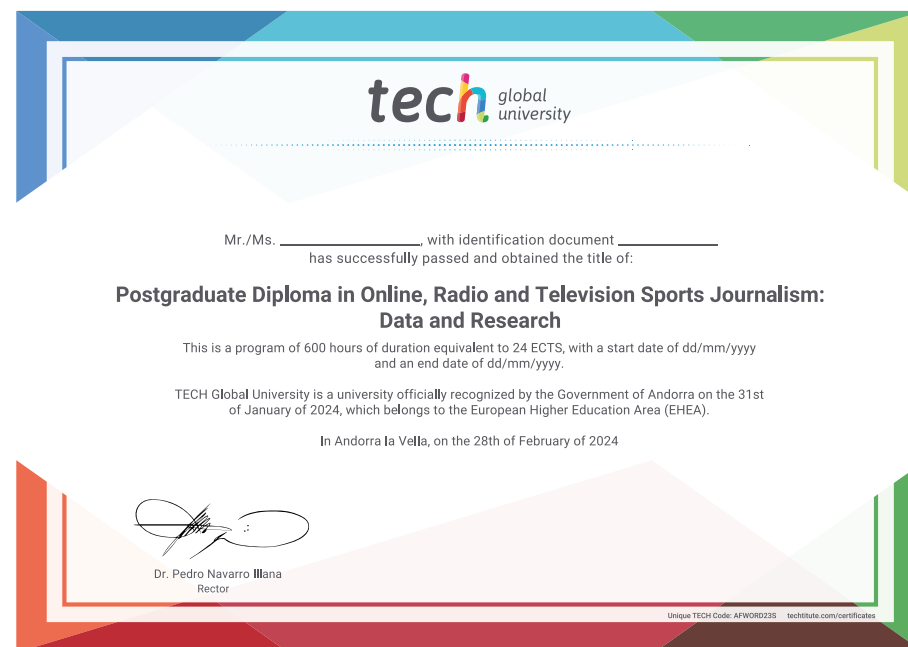 tech global university
Mr./Ms. ________________, with identification document ____________
has successfully passed and obtained the title of:
Postgraduate Diploma in Online, Radio and Television Sports Journalism:
Data and Research
This is a program of 600 hours of duration equivalent to 24 ECTS, with a start date of dd/mm/yyyy
and an end date of dd/mm/yyyy.
TECH Global University is a university officially recognized by the Government of Andorra on the 31st
of January of 2024, which belongs to the European Higher Education Area (EHEA).
In Andorra la Vella, on the 28th of February of 2024
Dr. Pedro Navarro Illana
Rector
Unique TECH Code: AFWORD23S techtitute.com/certificates